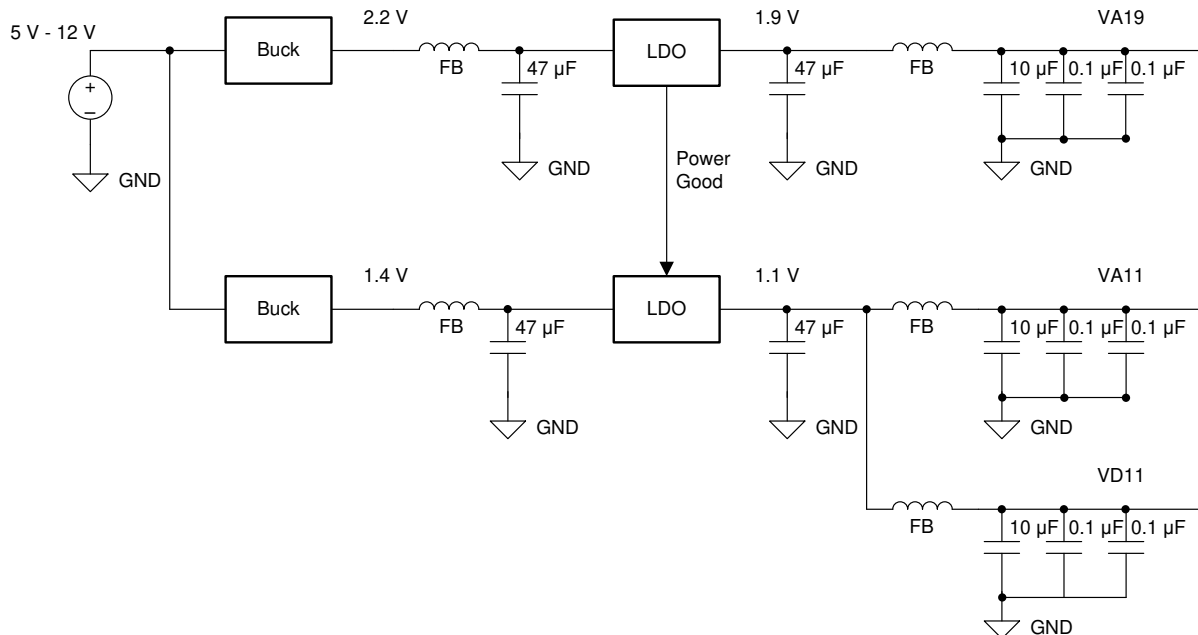 5 V - 12 V
+
–
GND
Buck
2.2 V
FB
47 µF
GND
LDO
1.9 V
47 µF
GND
FB
VA19
10 µF 0.1 µF 0.1 µF
GND
Power
Good
Buck
1.4 V
FB
47 µF
GND
LDO
1.1 V
47 µF
GND
FB
VA11
10 µF 0.1 µF 0.1 µF
GND
FB
VD11
10 µF 0.1 µF 0.1 µF
GND